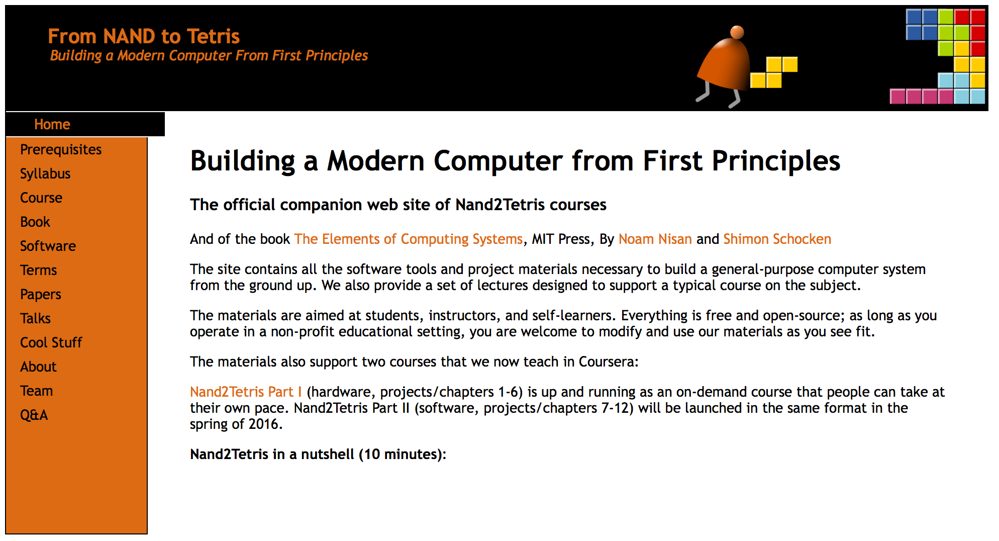 From NAND to Tetris
Building a Modern Computer From First Principles
Home
Prerequisites
Syllabus
Course
Book
Software
Terms
Papers
Talks
Cool Stuff
About
Team
Q&A
Building a Modern Computer from First Principles
The official companion web site of Nand2Tetris courses
And of the book The Elements of Computing Systems, MIT Press, By Noam Nisan and Shimon Schocken
The site contains all the software tools and project materials necessary to build a general-purpose computer system
from the ground up. We also provide a set of lectures designed to support a typical course on the subject.
The materials are aimed at students, instructors, and self-learners. Everything is free and open-source; as long as you
operate in a non-profit educational setting, you are welcome to modify and use our materials as you see fit.
The materials also support two courses that we now teach in Coursera:
Nand2Tetris Part I (hardware, projects/chapters 1-6) is up and running as an on-demand course that people can take at
their own pace. Nand2Tetris Part II (software, projects/chapters 7-12) will be launched in the same format in the
spring of 2016.
Nand2Tetris in a nutshell (10 minutes):